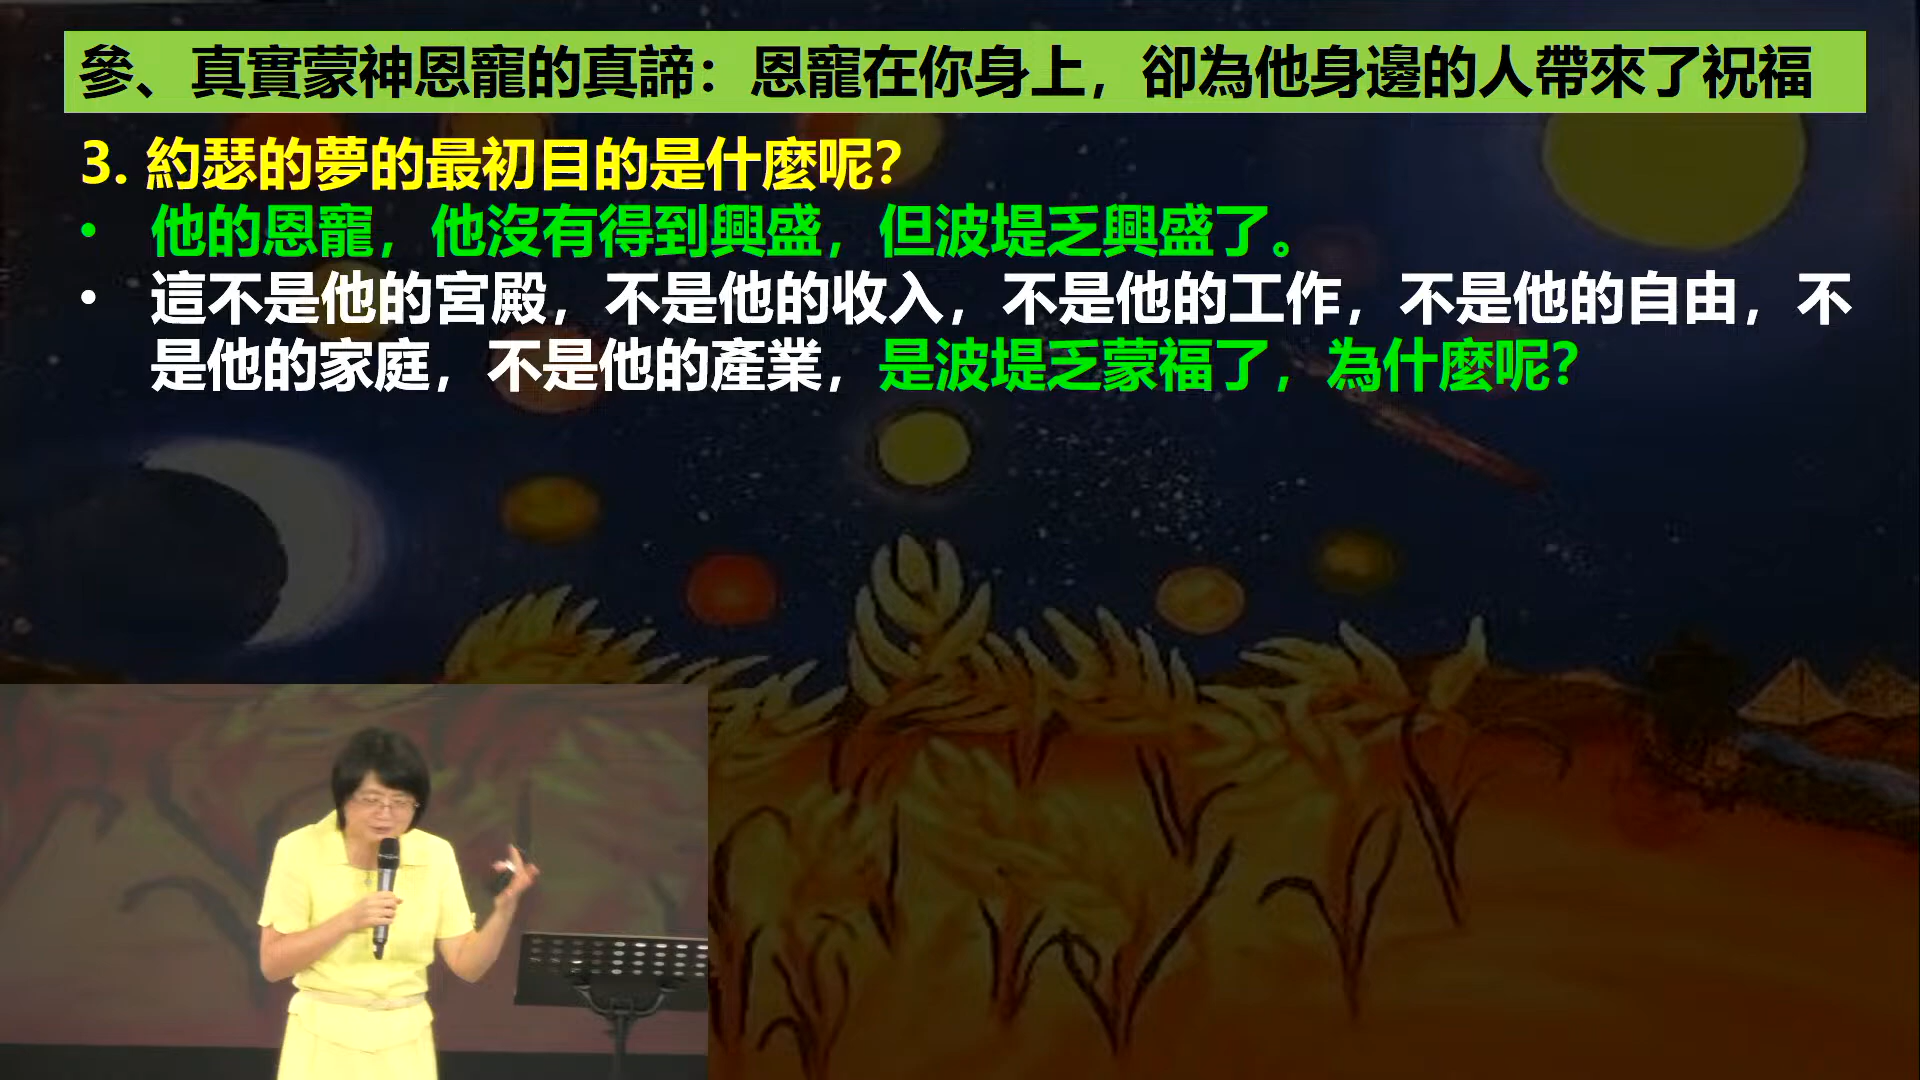 參、真實蒙神恩寵的真諦：恩寵在你身上，卻為他身邊的人帶來了祝福
3. 約瑟的夢的最初目的是什麼呢?
• 他的恩寵，他沒有得到興盛，但波堤乏興盛了。
• 這不是他的宮殿，不是他的收入，不是他的工作，不是他的自由，不
是他的家庭，不是他的產業，是波堤乏蒙福了，為什麼呢?